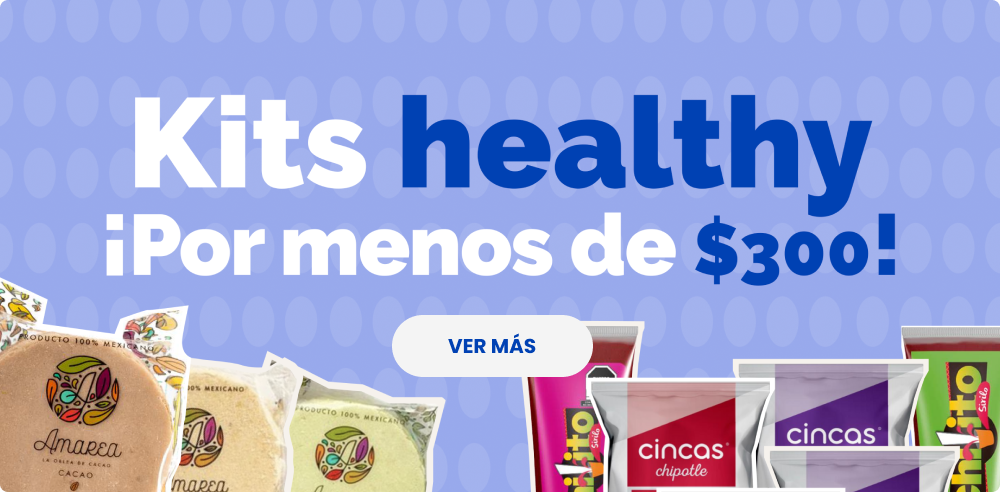 Kits healthy
¡Por menos de $300!
VER MÁS
PRODUCTO 100% MEXICANO
Amarea
LA OBLEA DE CACAO
CACAO
100% MEXICANO
Amarea
PRODUCTO 100% MEXICANO
cincas
chipotle
cincas